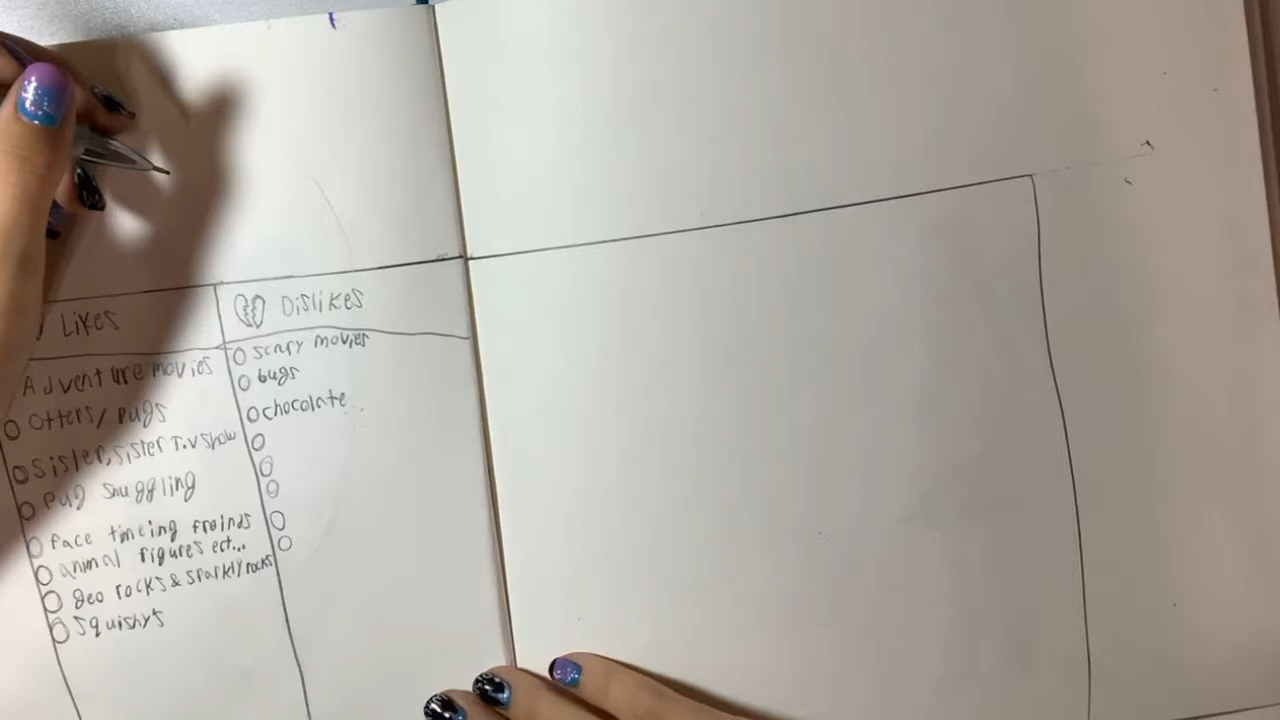 Likes
Adventure movies
Otters/ pugs
Sister, sister T.V show
pug snuggling
face timeing freinds
animal figures ect...
geo rocks & sparkly rocks
squishys
Dislikes
scary movies
bugs
chocolate